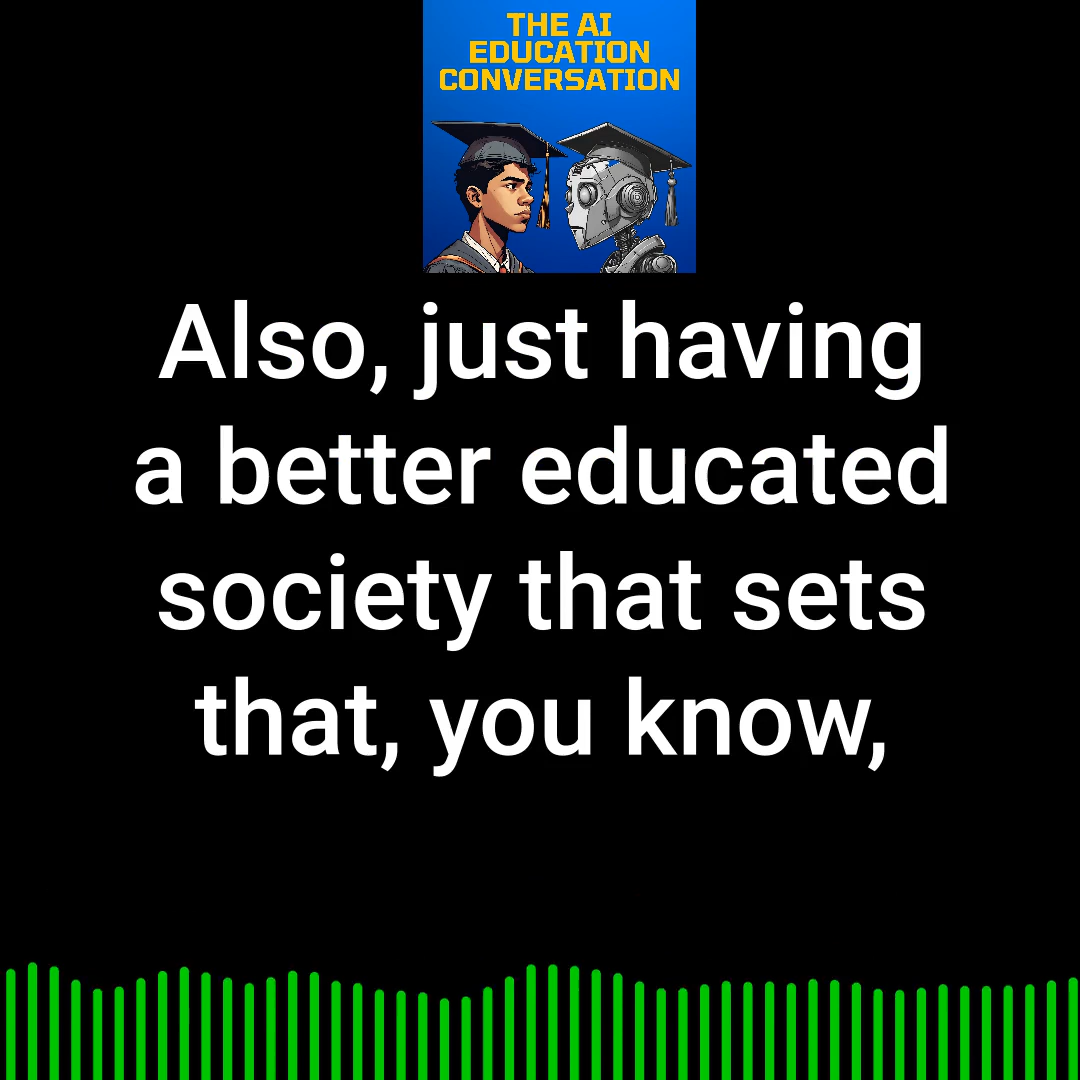 THE AI
EDUCATION
CONVERSATION
Also, just having
a better educated
society that sets
that, you know,